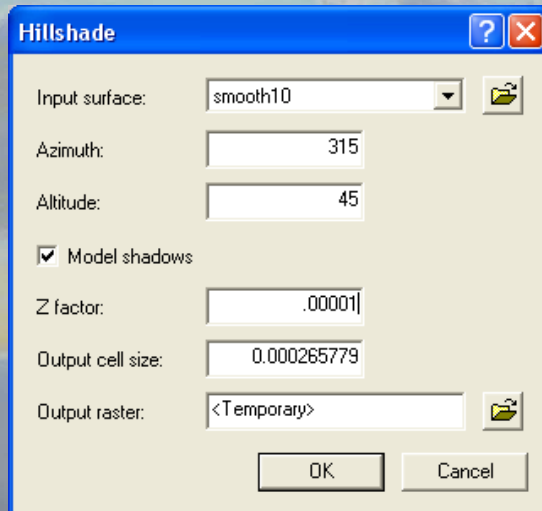 Hillshade
Input surface: smooth10
Azimuth: 315
Altitude: 45
Model shadows
Z factor: .00001
Output cell size: 0.000265779
Output raster: <Temporary>
OK Cancel